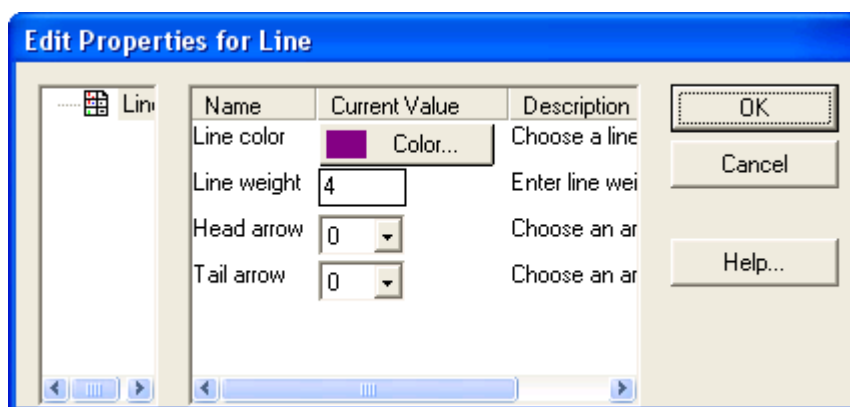 Edit Properties for Line
Line
Name Current Value Description
Line color Color... Choose a line
Line weight 4 Enter line wei
Head arrow 0 Choose an ar
Tail arrow 0 Choose an ar
OK
Cancel
Help...